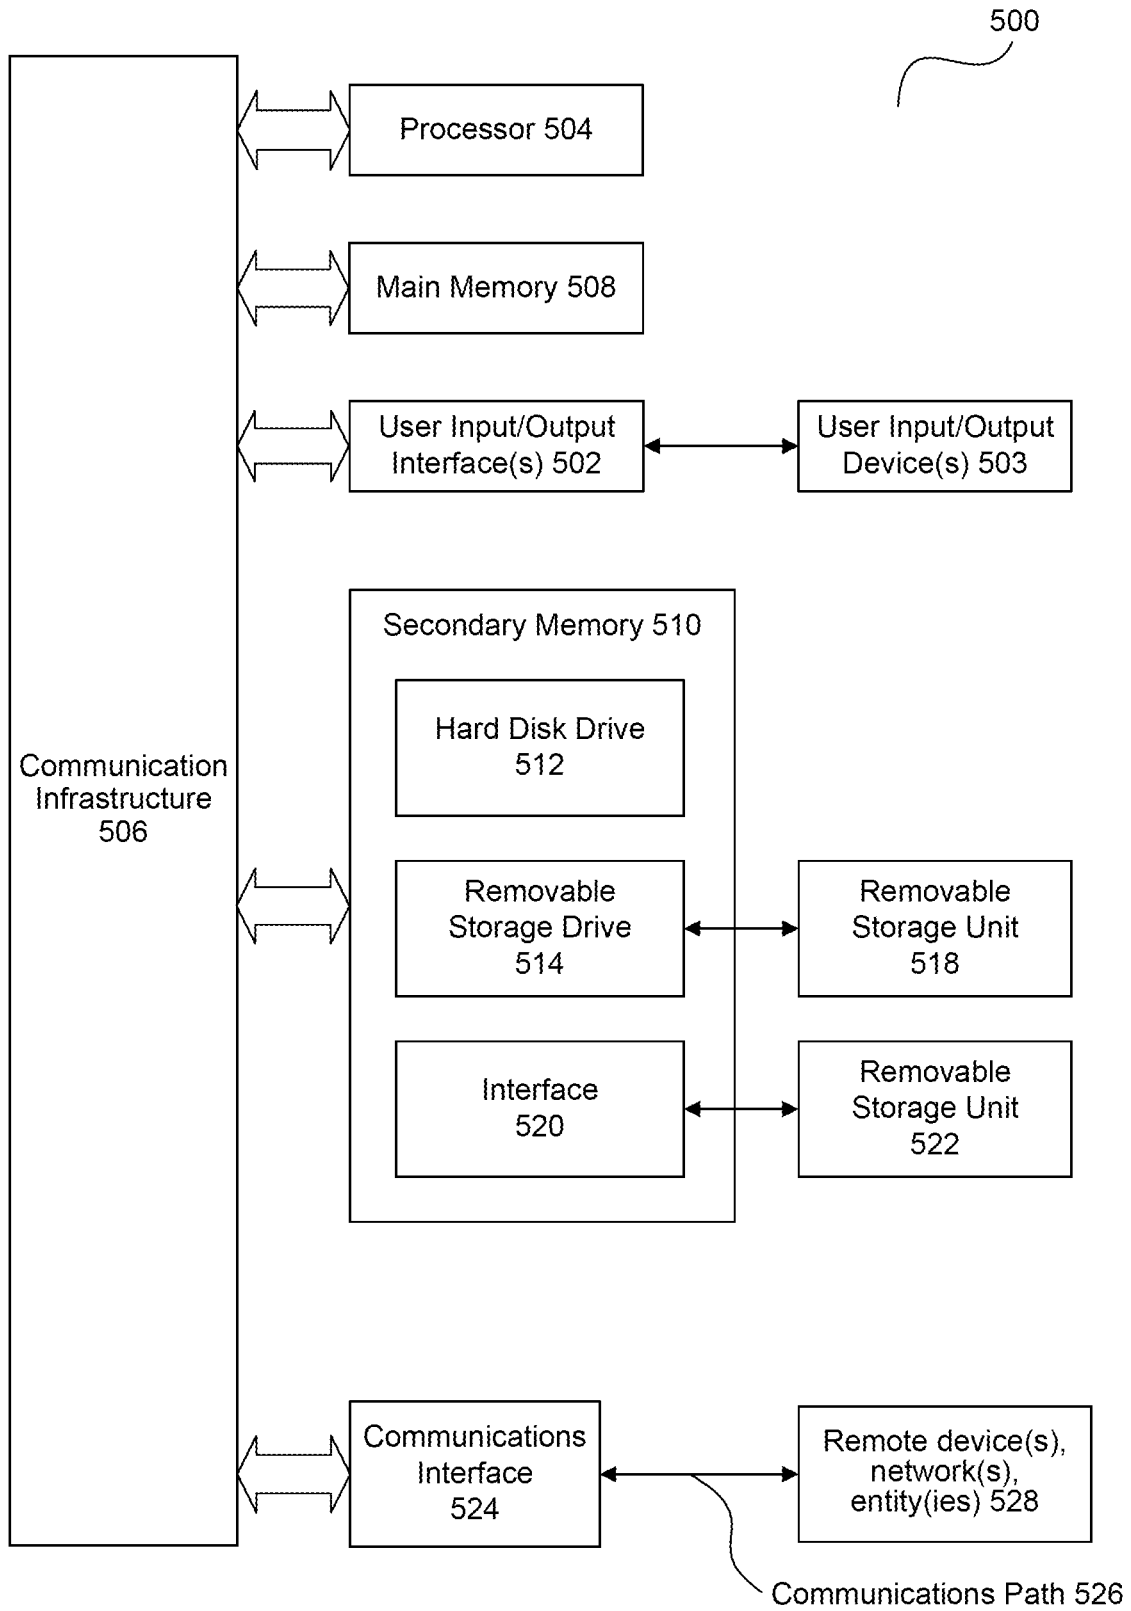 500
Processor 504
Main Memory 508
User Input/Output
Interface(s) 502
User Input/Output
Device(s) 503
Secondary Memory 510
Hard Disk Drive
512
Communication
Infrastructure
506
Removable
Storage Drive
514
Removable
Storage Unit
518
Interface
520
Removable
Storage Unit
522
Communications
Interface
524
Remote device(s),
network(s),
entity(ies) 528
Communications Path 526